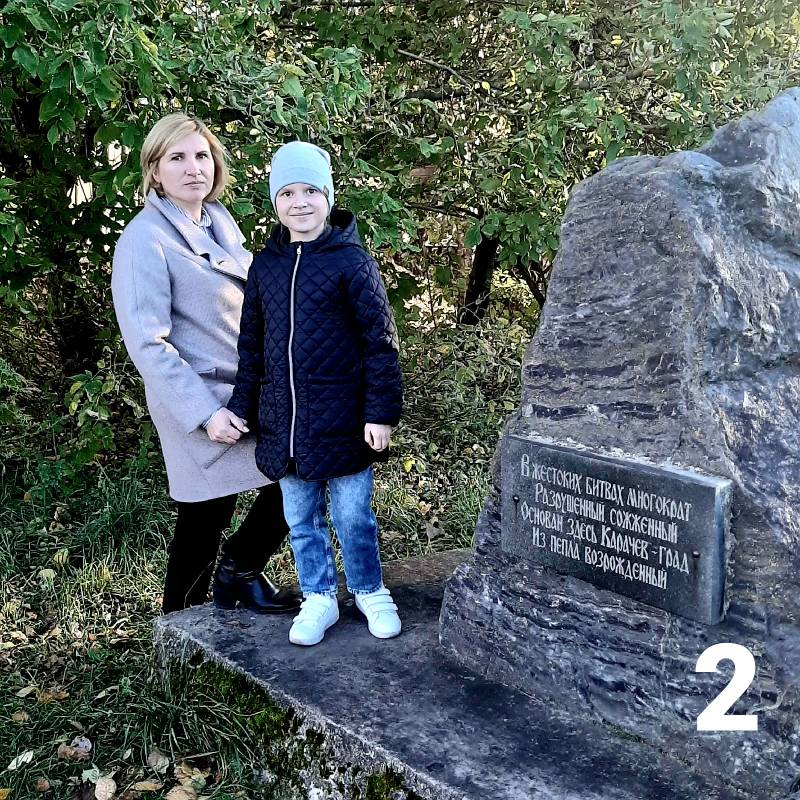 В жестоких битвах многократ
Разрушенный, сожженный
Основан здесь Карачев-град
Из пепла возрожденный
2